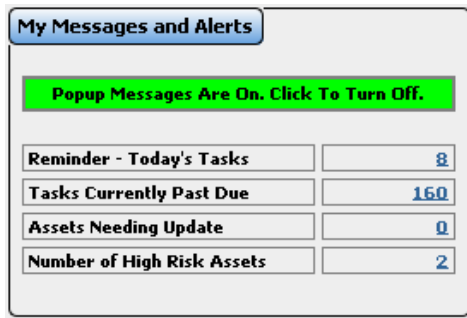 My Messages and Alerts
Popup Messages Are On. Click To Turn Off.
Reminder - Today's Tasks 8
Tasks Currently Past Due 160
Assets Needing Update 0
Number of High Risk Assets 2